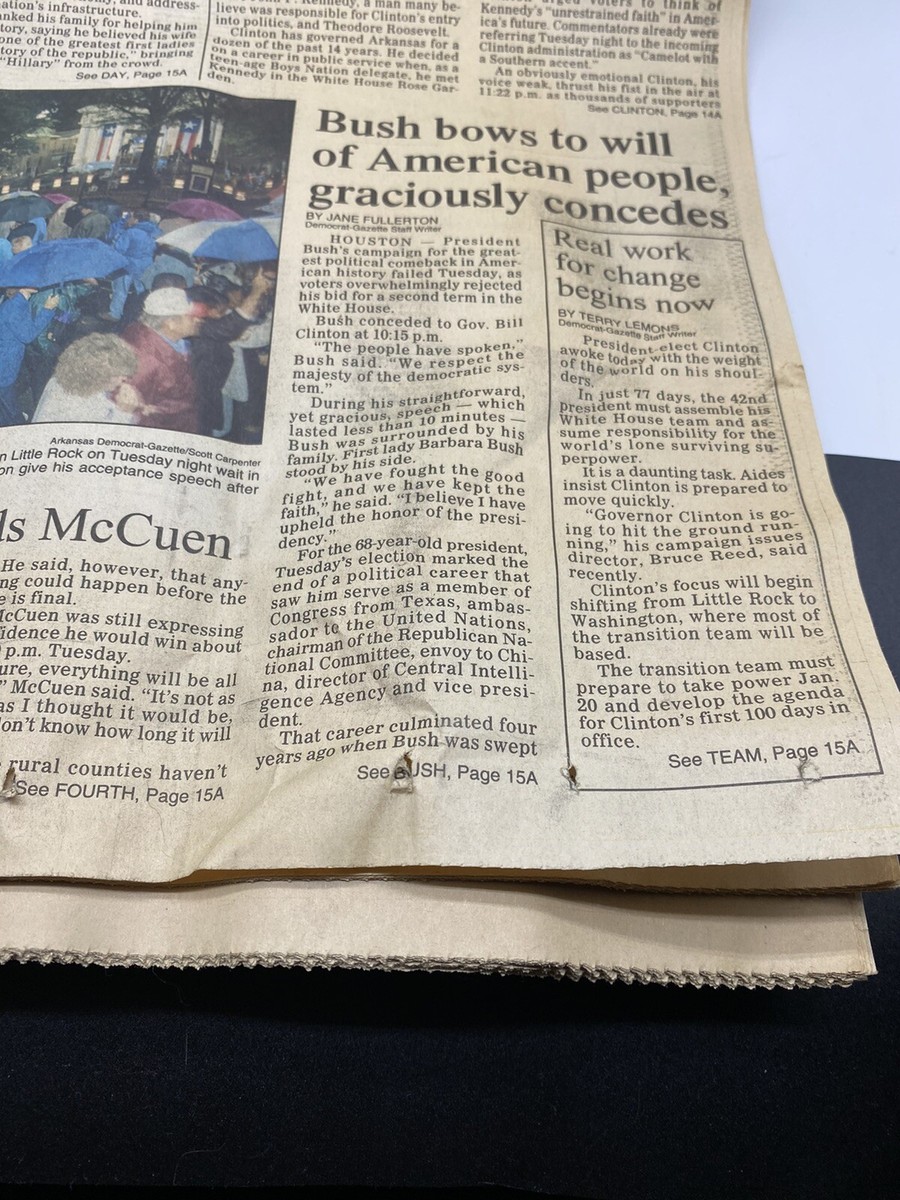 ation's infrastructure.
anked his family for helping him
tory, saying he believed his wife
one of the greatest first ladies
tory of the republic," bringing
"Hillary" from the crowd.
See DAY, Page 15A
a man many be-
lieve was responsible for Clinton's entry
into politics, and Theodore Roosevelt.
Clinton has governed Arkansas for a
dozen of the past 14 years. He decided
on a career in public service when, as a
teen-age Boys Nation delegate, he met
Kennedy in the White House Rose Gar-
den.
voters to think of
Kennedy's "unrestrained faith" in Amer-
ica's future. Commentators already were
referring Tuesday night to the incoming
Clinton administration as "Camelot with
a Southern accent."
An obviously emotional Clinton, his
voice weak, thrust his fist in the air at
11:22 p.m. as thousands of supporters
See CLINTON, Page 14A
Arkansas Democrat-Gazette/Scott Carpenter
n Little Rock on Tuesday night wait in
on give his acceptance speech after
ls McCuen
He said, however, that any-
ng could happen before the
e is final.
McCuen was still expressing
fidence he would win about
p.m. Tuesday.
ure, everything will be all
" McCuen said. "It's not as
as I thought it would be,
don't know how long it will
rural counties haven't
See FOURTH, Page 15A
Bush bows to will
of American people,
graciously concedes
BY JANE FULLERTON
Democrat-Gazette Staff Writer
HOUSTON — President
Bush's campaign for the great-
est political comeback in Amer-
ican history failed Tuesday, as
voters overwhelmingly rejected
his bid for a second term in the
White House.
Bush conceded to Gov. Bill
Clinton at 10:15 p.m.
"The people have spoken,"
Bush said. "We respect the
majesty of the democratic sys-
tem."
During his straightforward,
yet gracious, speech — which
lasted less than 10 minutes —
Bush was surrounded by his
family. First lady Barbara Bush
stood by his side.
"We have fought the good
fight, and we have kept the
faith," he said. "I believe I have
upheld the honor of the presi-
dency."
For the 68-year-old president,
Tuesday's election marked the
end of a political career that
saw him serve as a member of
Congress from Texas, ambas-
sador to the United Nations,
chairman of the Republican Na-
tional Committee, envoy to Chi-
na, director of Central Intelli-
gence Agency and vice presi-
dent.
That career culminated four
years ago when Bush was swept
See BUSH, Page 15A
Real work
for change
begins now
BY TERRY LEMONS
Democrat-Gazette Staff Writer
President-elect Clinton
awoke today with the weight
of the world on his shoul-
ders.
In just 77 days, the 42nd
president must assemble his
White House team and as-
sume responsibility for the
world's lone surviving su-
perpower.
It is a daunting task. Aides
insist Clinton is prepared to
move quickly.
"Governor Clinton is go-
ing to hit the ground run-
ning," his campaign issues
director, Bruce Reed, said
recently.
Clinton's focus will begin
shifting from Little Rock to
Washington, where most of
the transition team will be
based.
The transition team must
prepare to take power Jan.
20 and develop the agenda
for Clinton's first 100 days in
office.
See TEAM, Page 15A